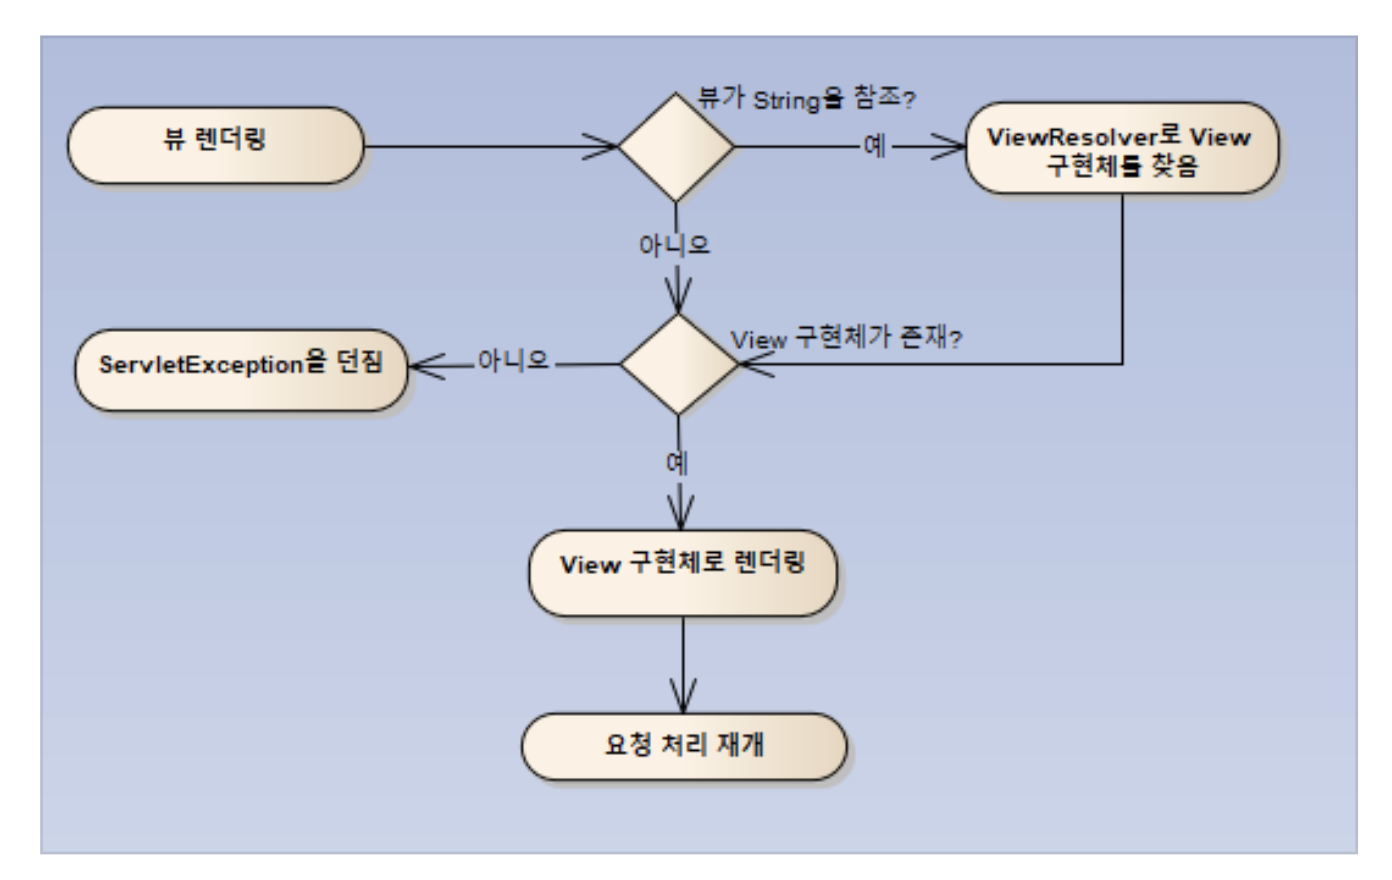 뷰가 String을 참조?
뷰 렌더링
예
ViewResolver로 View
구현체를 찾음
아니오
View 구현체가 존재?
ServletException을 던짐
아니오
예
View 구현체로 렌더링
요청 처리 재개